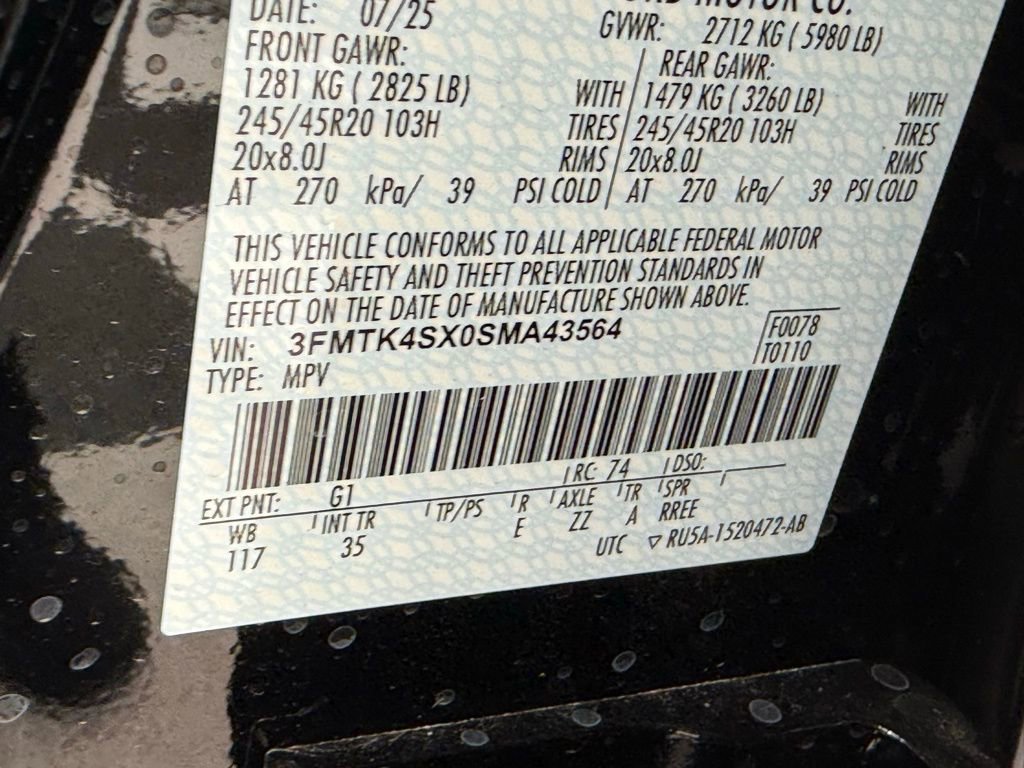 DATE: 07/25 MOTOR CO.
GVWR: 2712 KG ( 5980 LB)
FRONT GAWR: REAR GAWR:
1281 KG ( 2825 LB) WITH 1479 KG ( 3260 LB) WITH
245/45R20 103H TIRES 245/45R20 103H TIRES
20x8.0J RIMS 20x8.0J RIMS
AT 270 kPa/ 39 PSI COLD AT 270 kPa/ 39 PSI COLD
THIS VEHICLE CONFORMS TO ALL APPLICABLE FEDERAL MOTOR
VEHICLE SAFETY AND THEFT PREVENTION STANDARDS IN
EFFECT ON THE DATE OF MANUFACTURE SHOWN ABOVE.
VIN: 3FMTK4SX0SMA43564 F0078
TYPE: MPV T0110
EXT PNT: G1 RC: 74 DSO:
WB INT TR TP/PS R AXLE TR SPR
117 35 E ZZ A RREE
UTC ▽ RU5A-1520472-AB